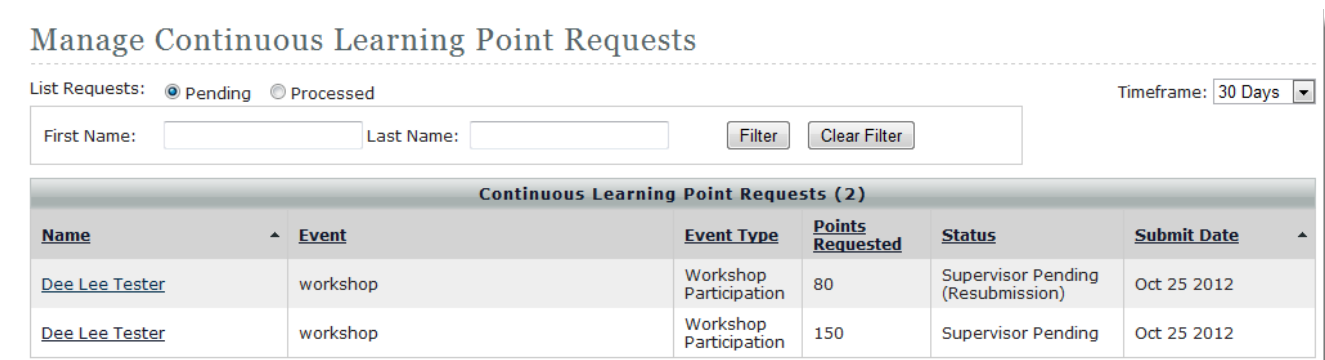 Manage Continuous Learning Point Requests
List Requests: Pending Processed Timeframe: 30 Days
First Name: Last Name: Filter Clear Filter
Continuous Learning Point Requests (2)
Name Event Event Type Points Requested Status Submit Date
Dee Lee Tester workshop Workshop Participation 80 Supervisor Pending (Resubmission) Oct 25 2012
Dee Lee Tester workshop Workshop Participation 150 Supervisor Pending Oct 25 2012